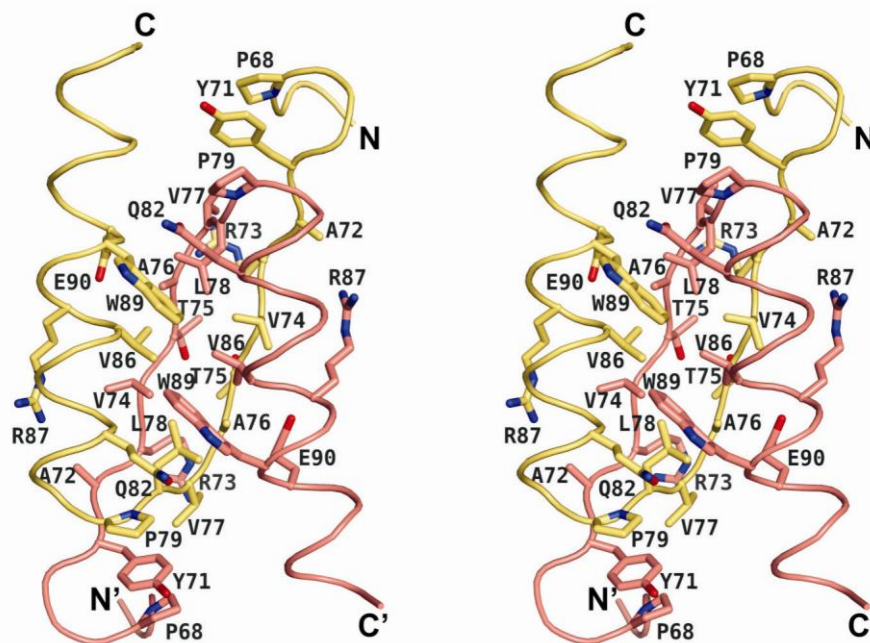 C
P68
Y71
N
P79
V77
Q82
R73
A72
A76
E90
L78
R87
W89
T75
V74
V86
V86
T75
W89
V74
A76
L78
R87
E90
A72
Q82
R73
V77
P79
Y71
N'
P68
C'
C
P68
Y71
N
P79
V77
Q82
R73
A72
A76
E90
L78
R87
W89
T75
V74
V86
V86
T75
W89
V74
A76
L78
R87
E90
A72
Q82
R73
V77
P79
Y71
N'
P68
C